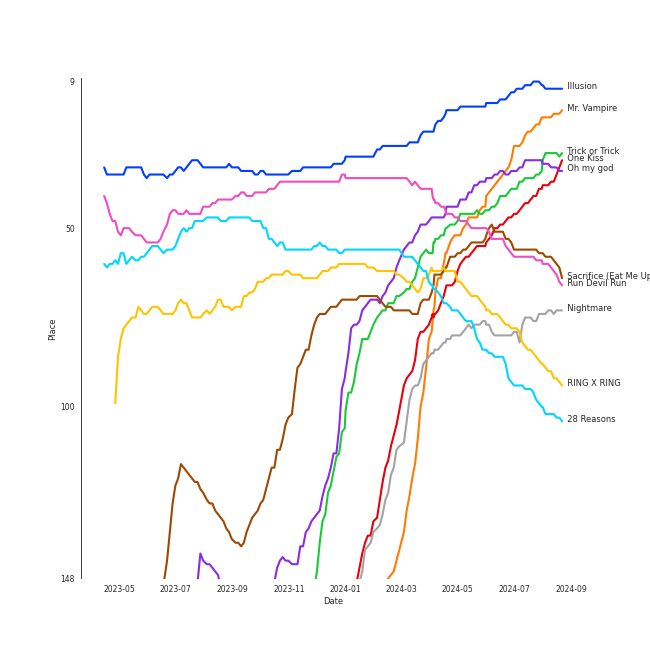 9
50
100
148
Place
2023-05
2023-07
2023-09
2023-11
2024-01
2024-03
2024-05
2024-07
2024-09
Date
Illusion
Mr. Vampire
Trick or Trick
One Kiss
Oh my god
Sacrifice (Eat Me Up
Run Devil Run
Nightmare
RING X RING
28 Reasons